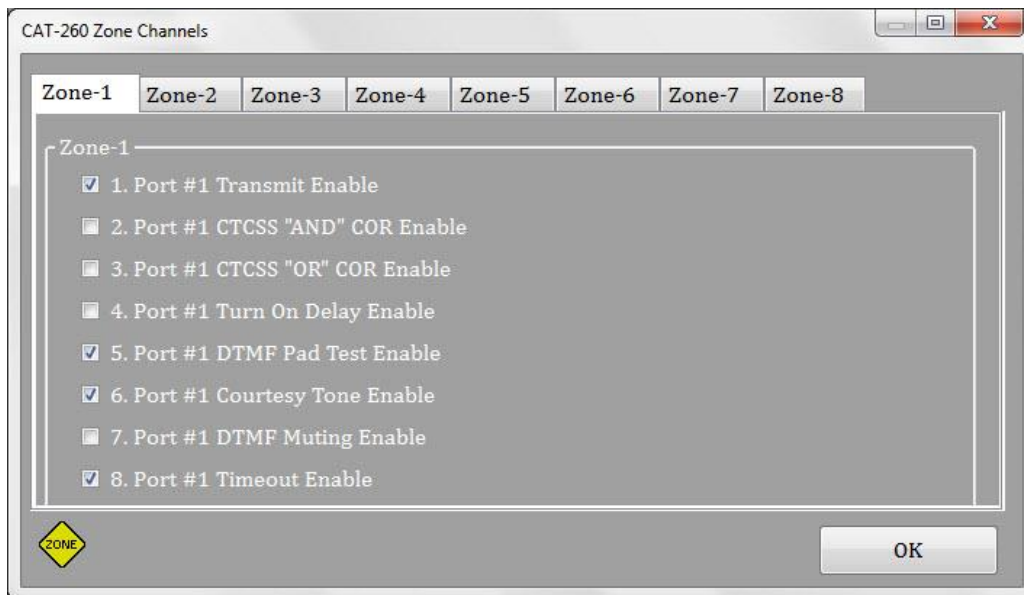 CAT-260 Zone Channels
Zone-1 Zone-2 Zone-3 Zone-4 Zone-5 Zone-6 Zone-7 Zone-8
Zone-1
1. Port #1 Transmit Enable
2. Port #1 CTCSS "AND" COR Enable
3. Port #1 CTCSS "OR" COR Enable
4. Port #1 Turn On Delay Enable
5. Port #1 DTMF Pad Test Enable
6. Port #1 Courtesy Tone Enable
7. Port #1 DTMF Muting Enable
8. Port #1 Timeout Enable
ZONE
OK